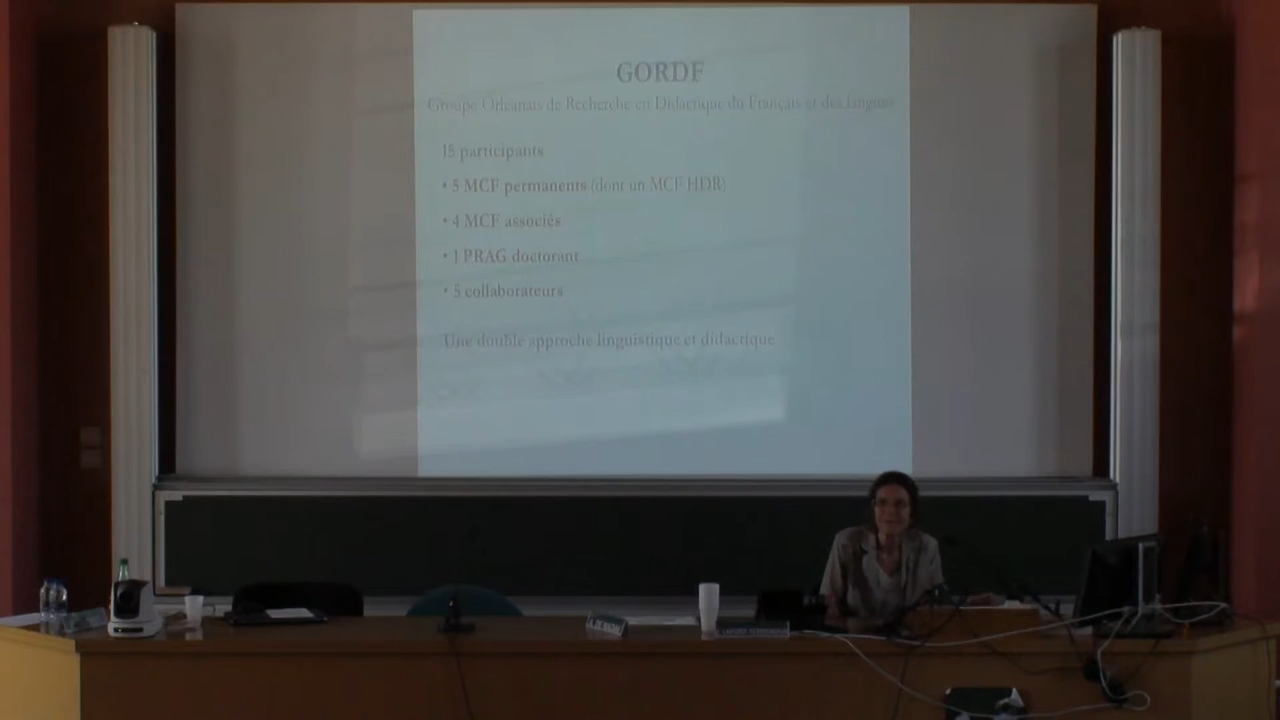 GORDF
Groupe Orléanais de Recherche en Didactique du Français et des langues
15 participants
• 5 MCF permanents (dont un MCF HDR)
• 4 MCF associés
• 1 PRAG doctorant
• 5 collaborateurs
Une double approche linguistique et didactique